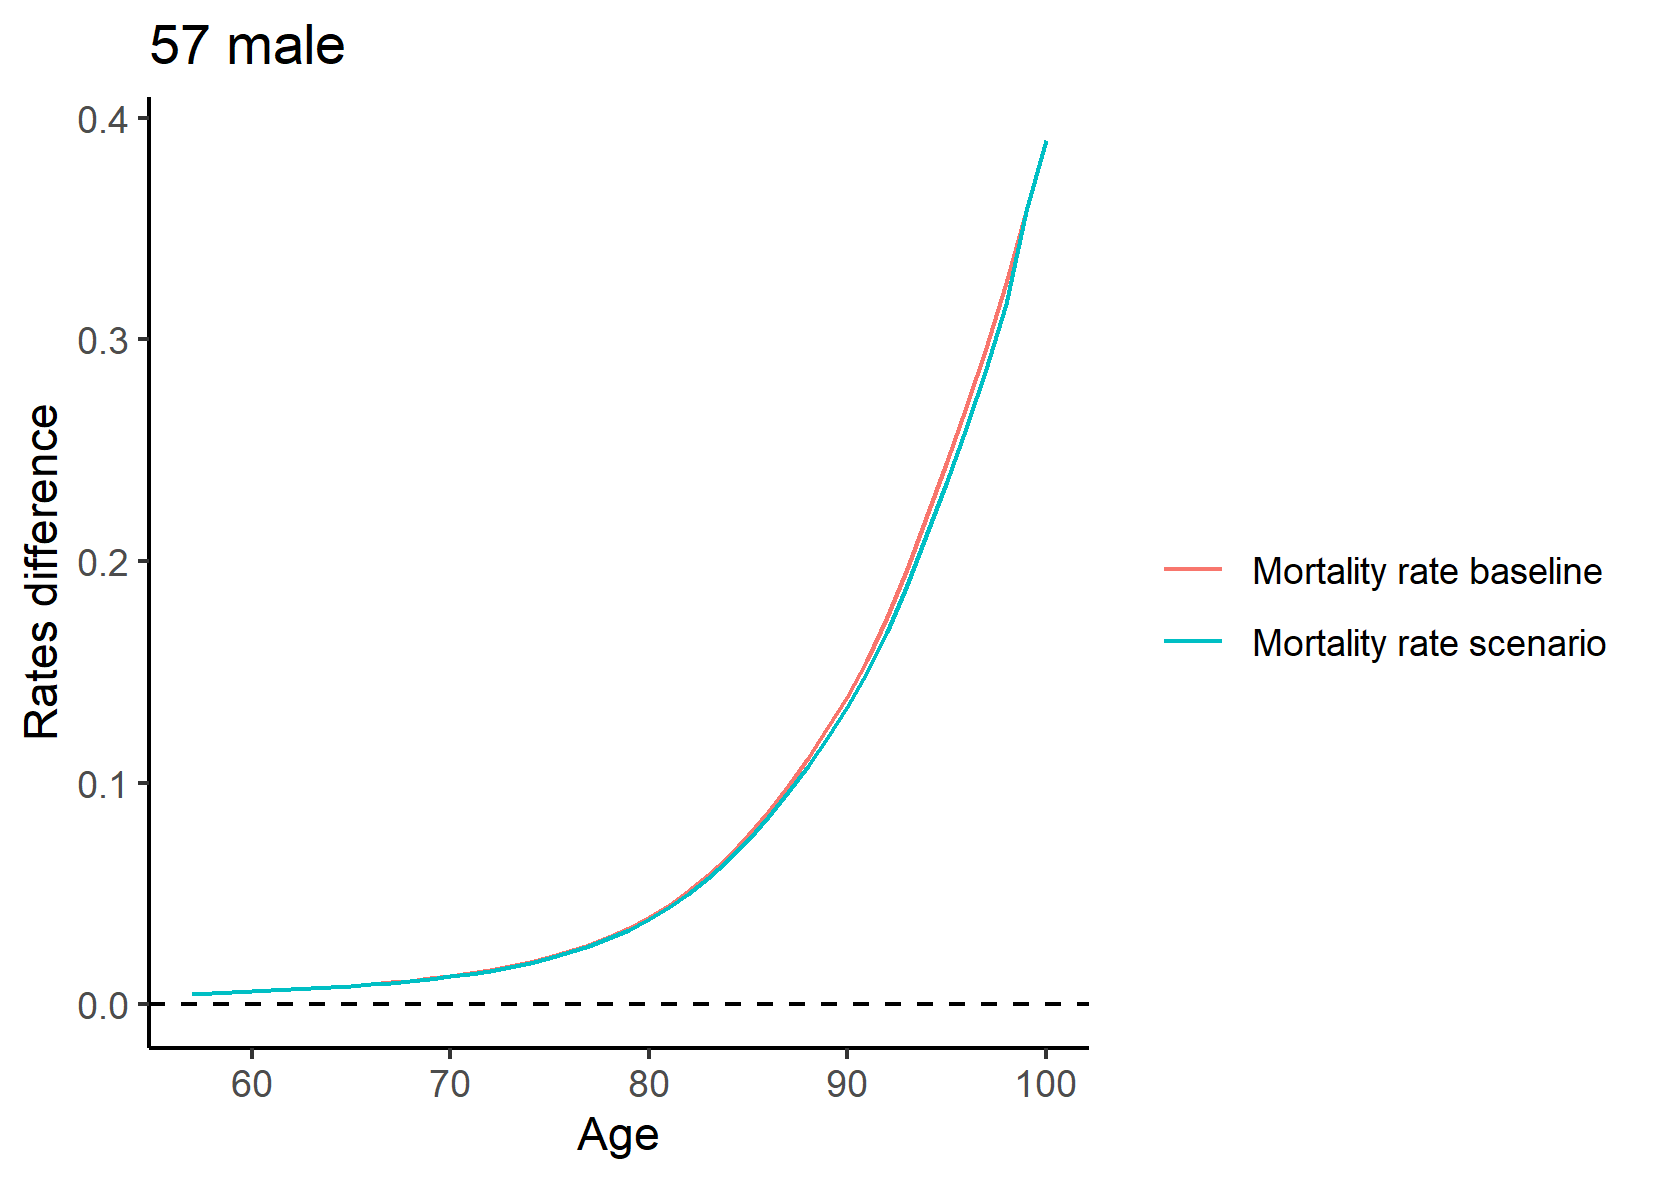 57 male
0.4
0.3
0.2
0.1
0.0
Rates difference
60 70 80 90 100
Age
Mortality rate baseline
Mortality rate scenario